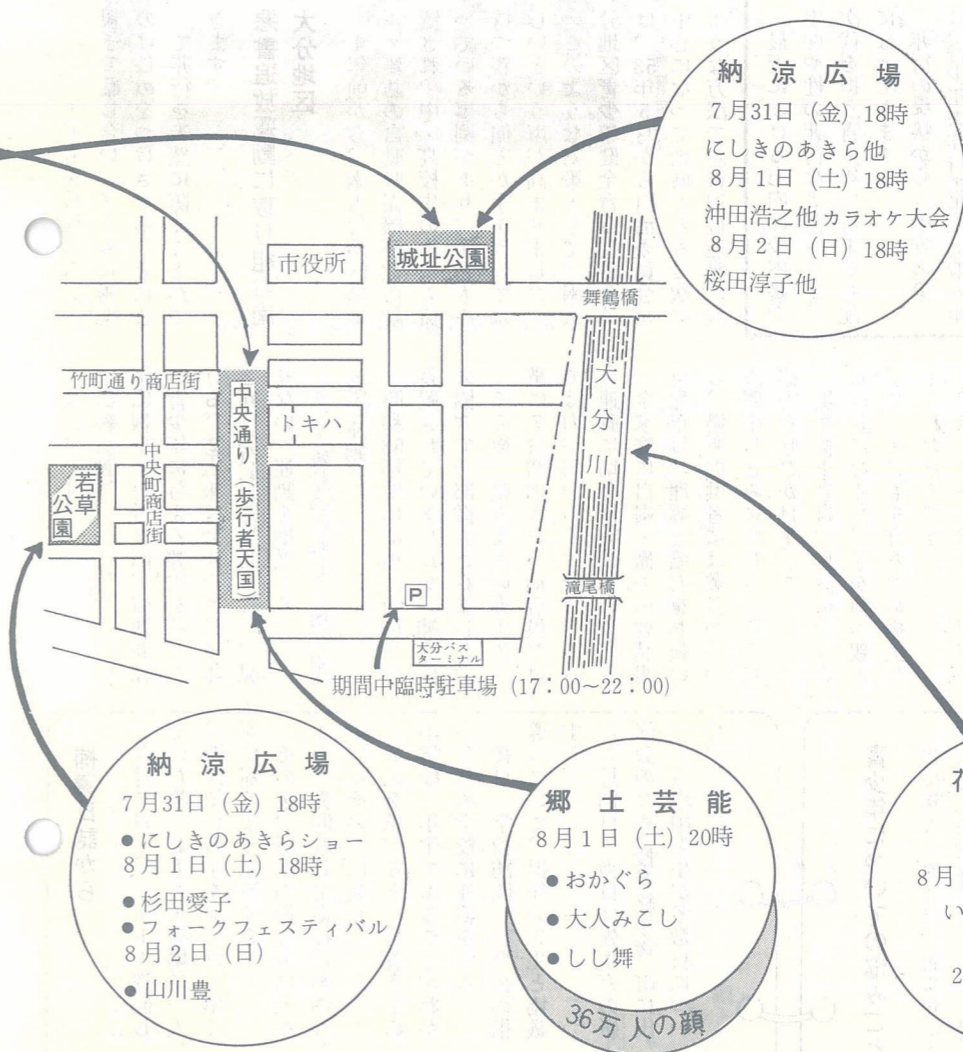 納涼広場
7月31日（金）18時
にしきのあきら他
8月1日（土）18時
沖田浩之他カラオケ大会
8月2日（日）18時
桜田淳子他
市役所
城址公園
舞鶴橋
竹町通り商店街
中央通り（歩行者天国）
トキハ
大分川
中央町商店街
若草
公園
滝尾橋
P
大分バス
ターミナル
期間中臨時駐車場（17：00〜22：00）
納涼広場
7月31日（金）18時
●にしきのあきらショー
8月1日（土）18時
●杉田愛子
●フォークフェスティバル
8月2日（日）
●山川豊
郷土芸能
8月1日（土）20時
●おかぐら
●大人みこし
●しし舞
36万人の顔
花
8月
い
2